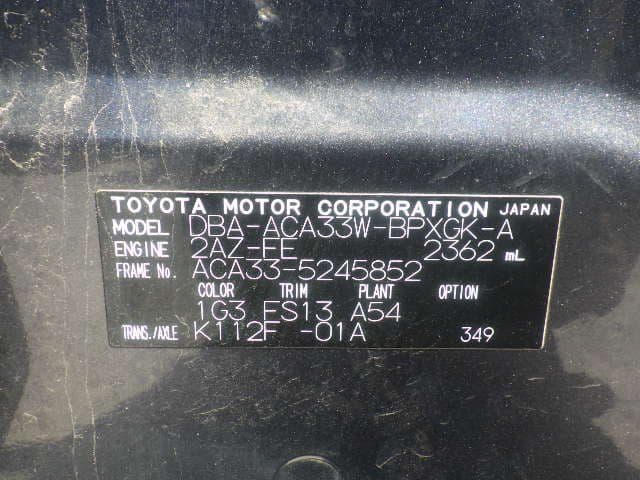 TOYOTA MOTOR CORPORATION JAPAN
MODEL DBA-ACA33W-BPXGK-A
ENGINE 2AZ-FE 2362 mL
FRAME No. ACA33-5245852
COLOR TRIM PLANT OPTION
1G3 FS13 A54
TRANS./AXLE K112F -01A 349